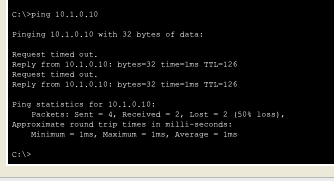 C:\>ping 10.1.0.10
Pinging 10.1.0.10 with 32 bytes of data:
Request timed out.
Reply from 10.1.0.10: bytes=32 time=1ms TTL=126
Request timed out.
Reply from 10.1.0.10: bytes=32 time=1ms TTL=126
Ping statistics for 10.1.0.10:
    Packets: Sent = 4, Received = 2, Lost = 2 (50% loss),
Approximate round trip times in milli-seconds:
    Minimum = 1ms, Maximum = 1ms, Average = 1ms
C:\>